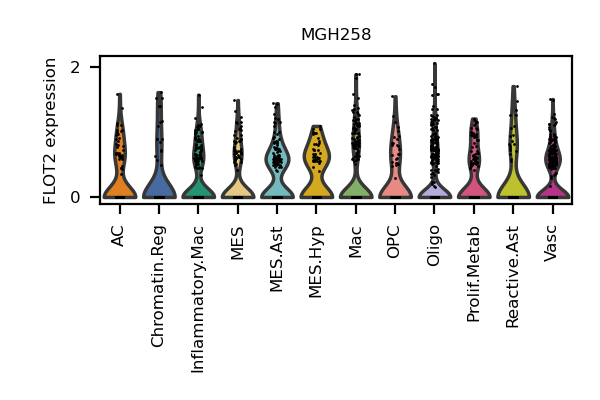 MGH258
FLOT2 expression
2
0
AC
Chromatin.Reg
Inflammatory.Mac
MES
MES.Ast
MES.Hyp
Mac
OPC
Oligo
Prolif.Metab
Reactive.Ast
Vasc